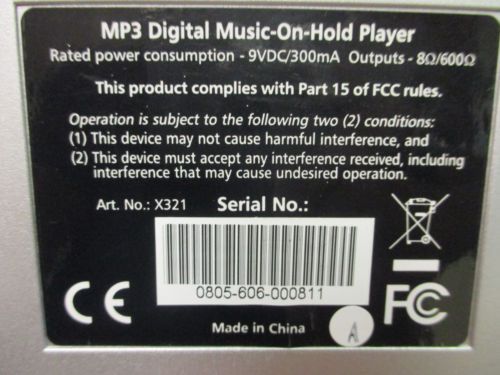 MP3 Digital Music-On-Hold Player
Rated power consumption - 9VDC/300mA Outputs - 8Ω/600Ω
This product complies with Part 15 of FCC rules.
Operation is subject to the following two (2) conditions:
(1) This device may not cause harmful interference, and
(2) This device must accept any interference received, including
interference that may cause undesired operation.
Art. No.: X321 Serial No.:
0805-606-000811
CE
FC
Made in China
A